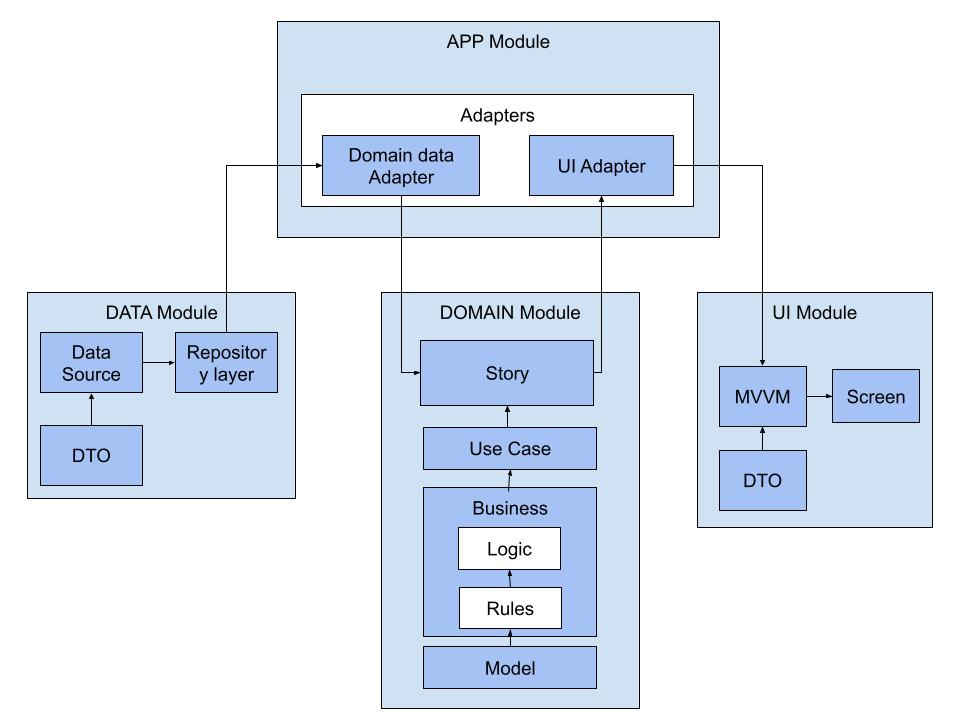 APP Module
Adapters
Domain data
Adapter
UI Adapter
DATA Module
Data
Source
Repositor
y layer
DTO
DOMAIN Module
Story
Use Case
Business
Logic
Rules
Model
UI Module
MVVM
Screen
DTO